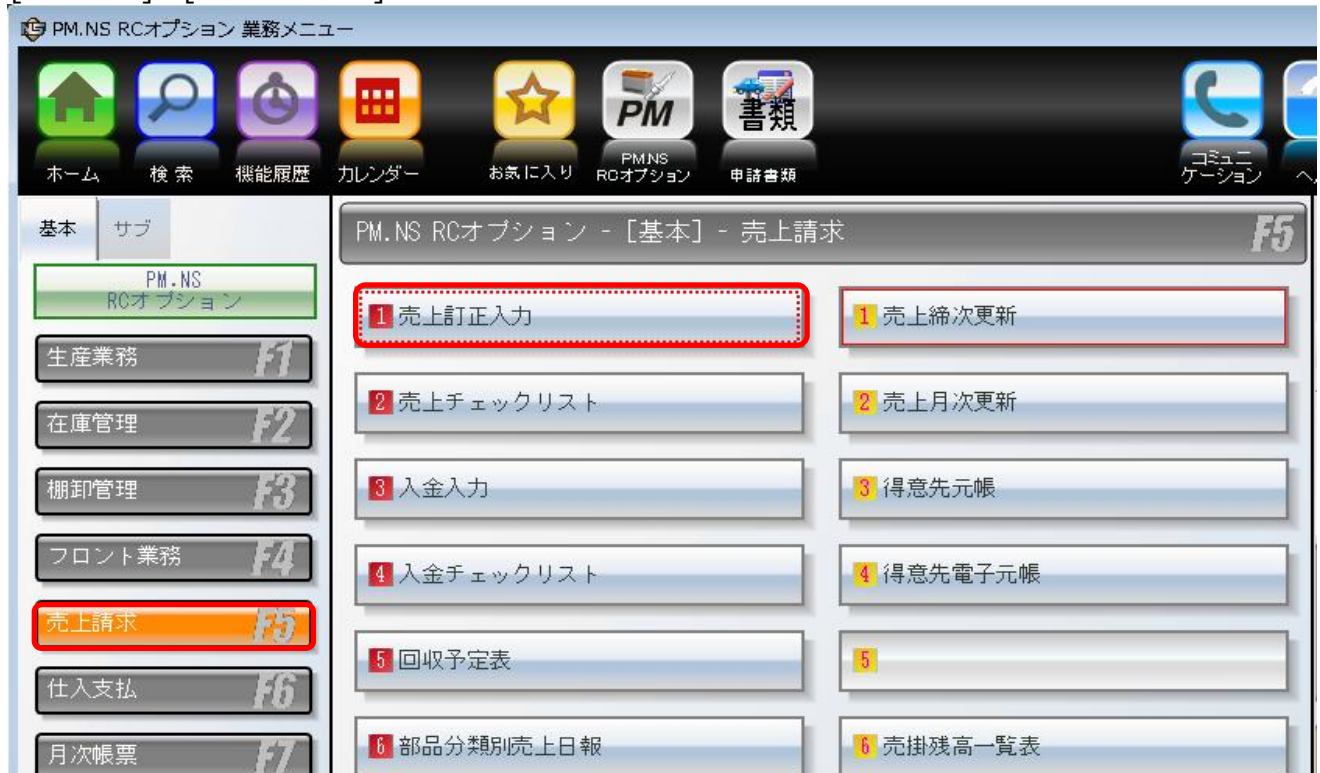 PM.NS RCオプション 業務メニュー
PM
書類
ホーム
検索
機能履歴
カレンダー
お気に入り
PM.NS
RCオプション
申請書類
コミュニ
ケーション
基本
サブ
PM.NS RCオプション - [基本] - 売上請求
F5
PM.NS
RCオプション
生産業務 F1
在庫管理 F2
棚卸管理 F3
フロント業務 F4
売上請求 F5
仕入支払 F6
月次帳票 F7
1 売上訂正入力
2 売上チェックリスト
3 入金入力
4 入金チェックリスト
5 回収予定表
6 部品分類別売上日報
1 売上締次更新
2 売上月次更新
3 得意先元帳
4 得意先電子元帳
5
6 売掛残高一覧表